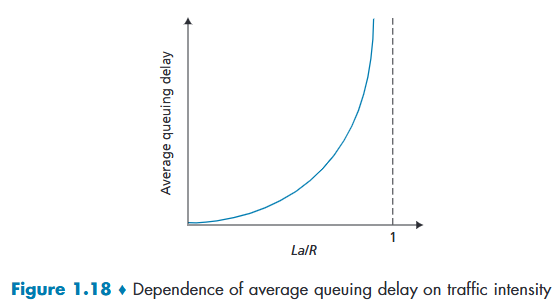 Average queuing delay
1
La/R
Figure 1.18 ♦ Dependence of average queuing delay on traffic intensity